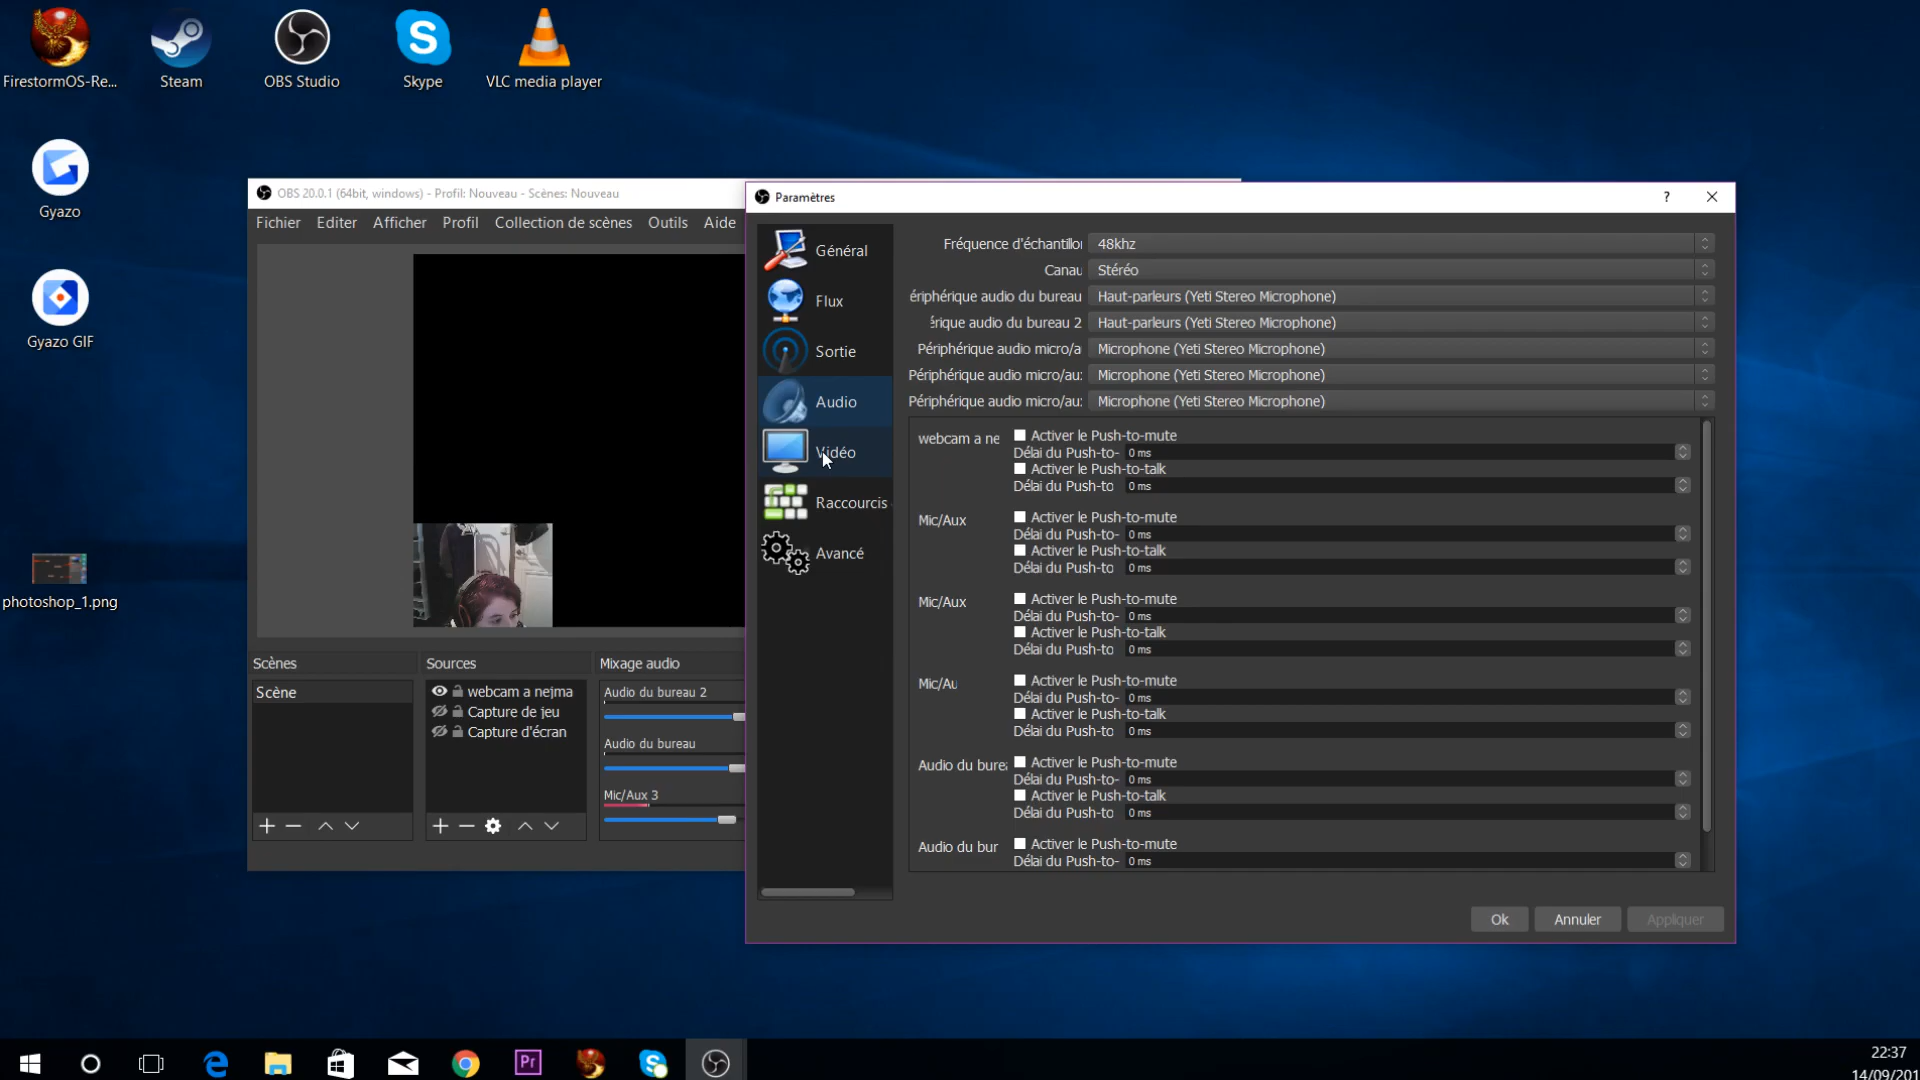 FirestormOS-Re...
Steam
OBS Studio
Skype
VLC media player
Gyazo
Gyazo GIF
photoshop_1.png
OBS 20.0.1 (64bit, windows) - Profil: Nouveau - Scènes: Nouveau
Fichier Editer Afficher Profil Collection de scènes Outils Aide
Scènes
Scène
Sources
webcam a nejma
Capture de jeu
Capture d'écran
Mixage audio
Audio du bureau 2
Audio du bureau
Mic/Aux 3
Paramètres
?
Général
Flux
Sortie
Audio
Vidéo
Raccourcis
Avancé
Fréquence d'échantillo 48khz
Canau Stéréo
ériphérique audio du bureau Haut-parleurs (Yeti Stereo Microphone)
érique audio du bureau 2 Haut-parleurs (Yeti Stereo Microphone)
Périphérique audio micro/a Microphone (Yeti Stereo Microphone)
Périphérique audio micro/au: Microphone (Yeti Stereo Microphone)
Périphérique audio micro/au: Microphone (Yeti Stereo Microphone)
webcam a ne Activer le Push-to-mute
Délai du Push-to- 0 ms
Activer le Push-to-talk
Délai du Push-to 0 ms
Mic/Aux Activer le Push-to-mute
Délai du Push-to- 0 ms
Activer le Push-to-talk
Délai du Push-to 0 ms
Mic/Aux Activer le Push-to-mute
Délai du Push-to- 0 ms
Activer le Push-to-talk
Délai du Push-to 0 ms
Mic/Au Activer le Push-to-mute
Délai du Push-to- 0 ms
Activer le Push-to-talk
Délai du Push-to 0 ms
Audio du burea Activer le Push-to-mute
Délai du Push-to- 0 ms
Activer le Push-to-talk
Délai du Push-to 0 ms
Audio du bur Activer le Push-to-mute
Délai du Push-to- 0 ms
Ok Annuler Appliquer
Pr
22:37
14/09/201